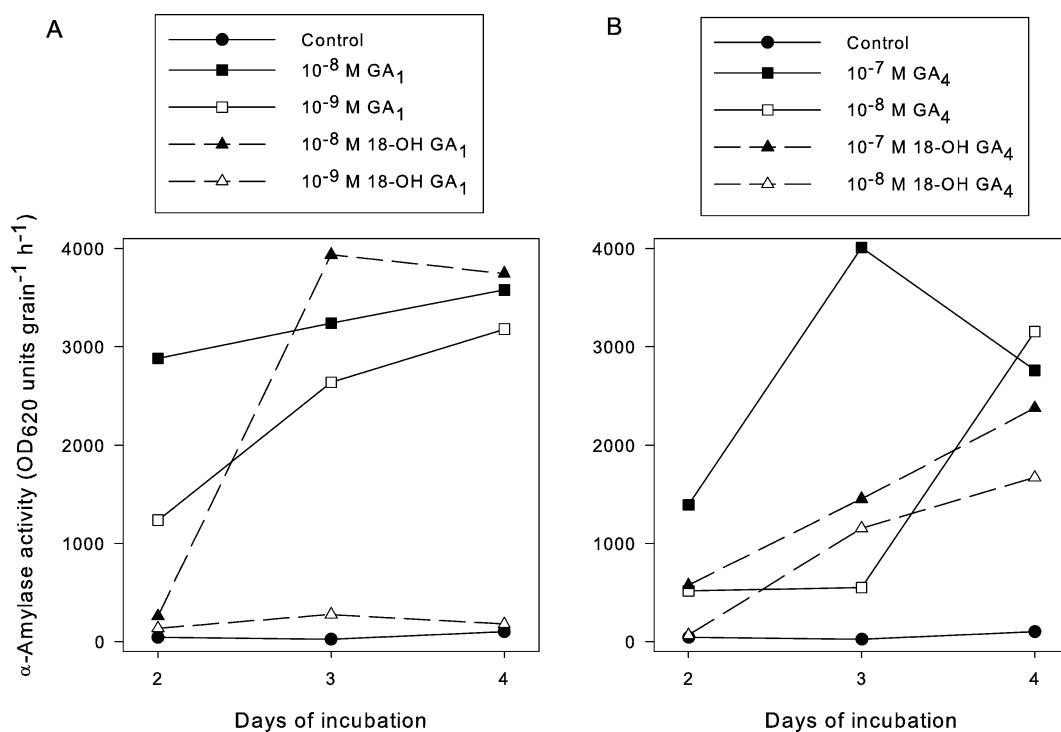 A
Control
10⁻⁸ M GA₁
10⁻⁹ M GA₁
10⁻⁸ M 18-OH GA₁
10⁻⁹ M 18-OH GA₁
B
Control
10⁻⁷ M GA₄
10⁻⁸ M GA₄
10⁻⁷ M 18-OH GA₄
10⁻⁸ M 18-OH GA₄
α-Amylase activity (OD₆₂₀ units grain⁻¹ h⁻¹)
4000
3000
2000
1000
0
2 3 4
Days of incubation
4000
3000
2000
1000
0
2 3 4
Days of incubation